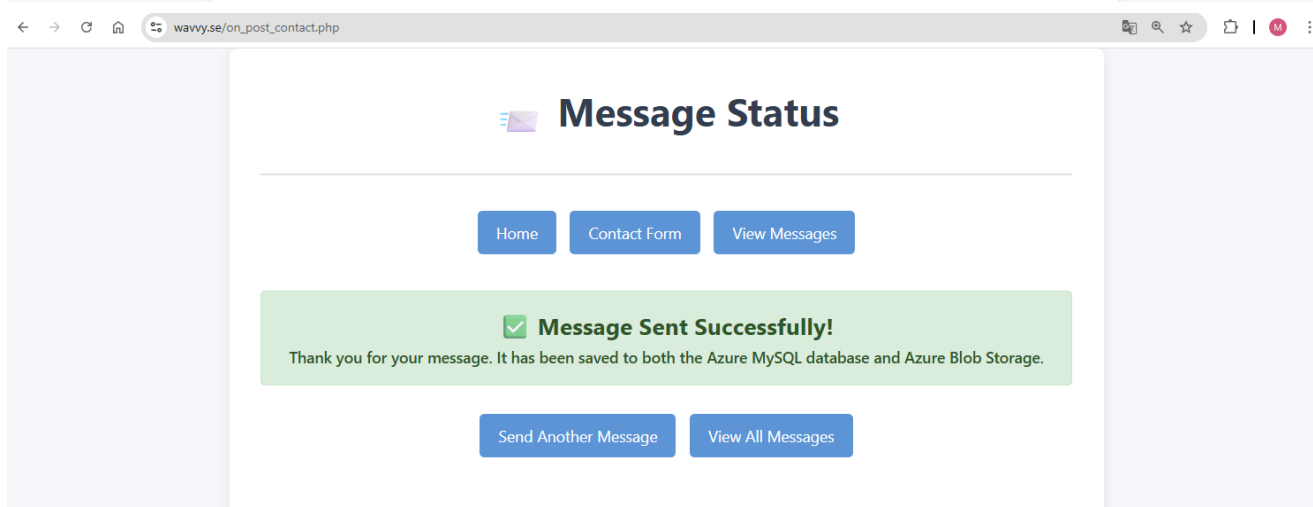 wavvy.se/on_post_contact.php
M
Message Status
Home Contact Form View Messages
Message Sent Successfully!
Thank you for your message. It has been saved to both the Azure MySQL database and Azure Blob Storage.
Send Another Message View All Messages